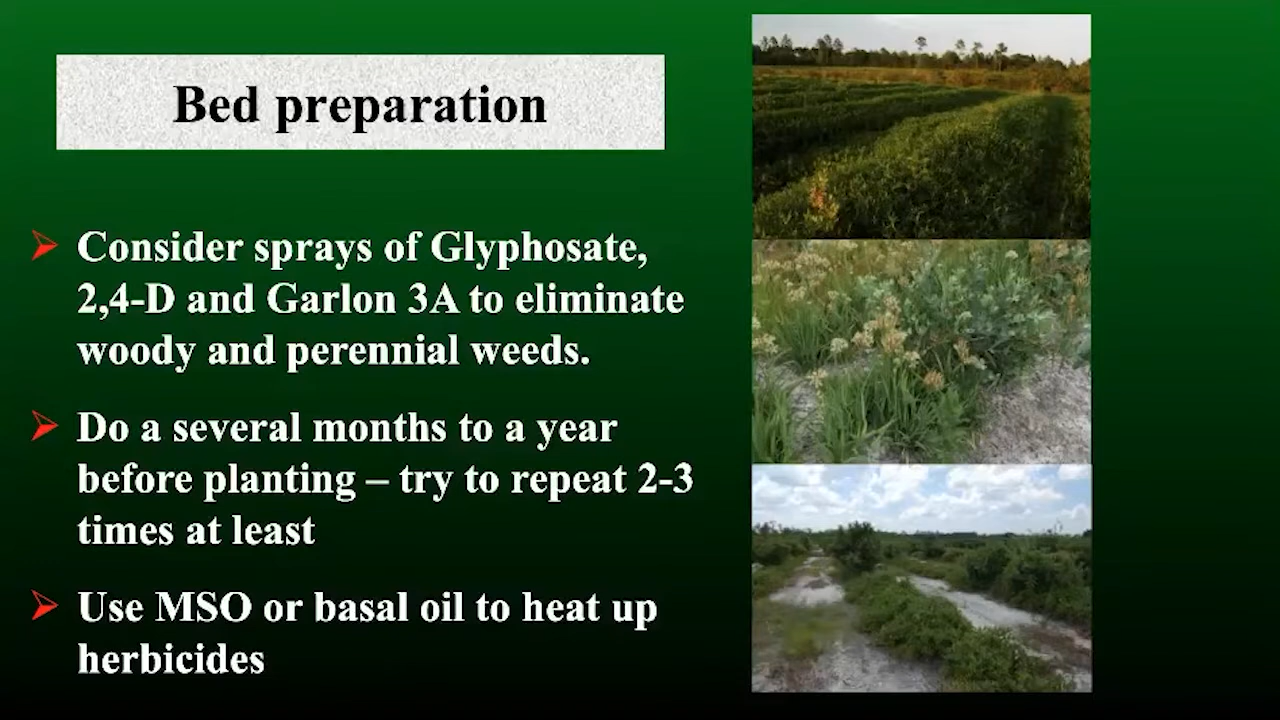 Bed preparation
Consider sprays of Glyphosate,
2,4-D and Garlon 3A to eliminate
woody and perennial weeds.
Do a several months to a year
before planting – try to repeat 2-3
times at least
Use MSO or basal oil to heat up
herbicides